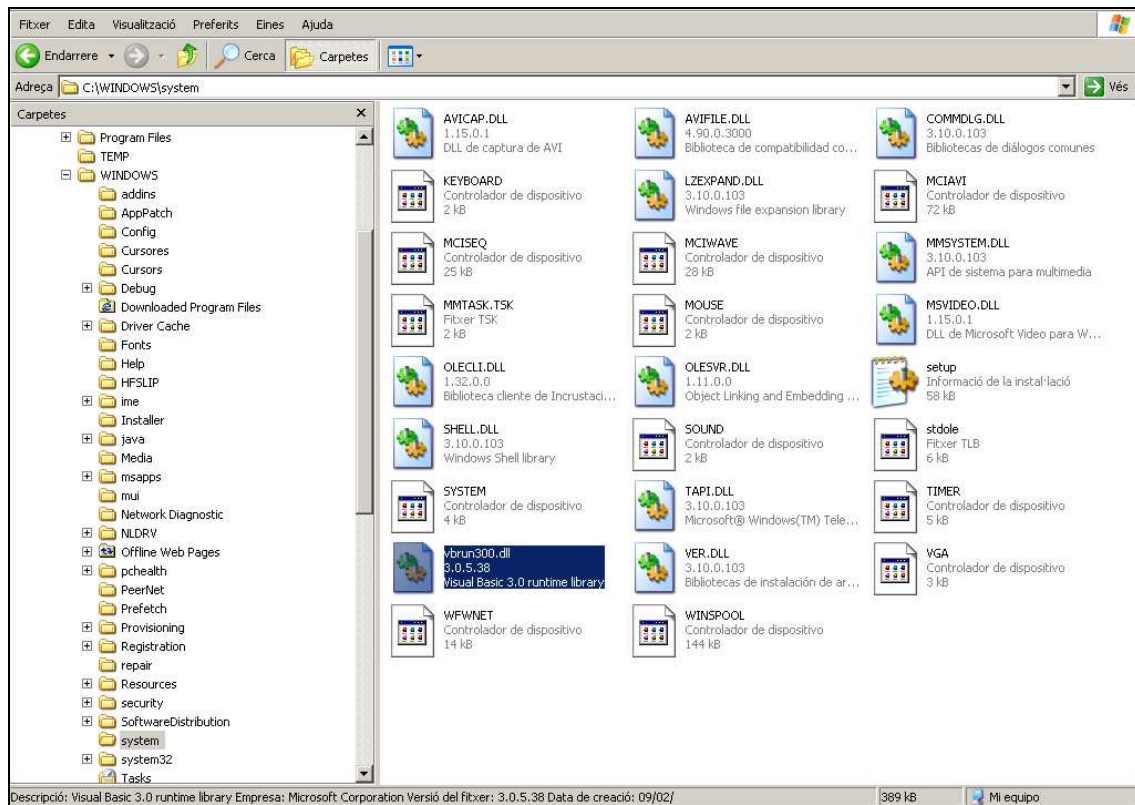 Fitxer Edita Visualització Preferits Eines Ajuda
Endarrere Cerca Carpetes
Adreça C:\WINDOWS\system Vés
Carpetes
Program Files
TEMP
WINDOWS
addins
AppPatch
Config
Cursores
Cursors
Debug
Downloaded Program Files
Driver Cache
Fonts
Help
HFSLIP
ime
Installer
java
Media
msapps
mui
Network Diagnostic
NLDRV
Offline Web Pages
pchealth
PeerNet
Prefetch
Provisioning
Registration
repair
Resources
security
SoftwareDistribution
system
system32
Tasks
AVICAP.DLL
1.15.0.1
DLL de captura de AVI
AVIFILE.DLL
4.90.0.3000
Biblioteca de compatibilidad co...
COMMDLG.DLL
3.10.0.103
Bibliotecas de diálogos comunes
KEYBOARD
Controlador de dispositivo
2 kB
LZEXPAND.DLL
3.10.0.103
Windows file expansion library
MCIAVI
Controlador de dispositivo
72 kB
MCISEQ
Controlador de dispositivo
25 kB
MCIWAVE
Controlador de dispositivo
28 kB
MMSYSTEM.DLL
3.10.0.103
API de sistema para multimedia
MMTASK.TSK
Fitxer TSK
2 kB
MOUSE
Controlador de dispositivo
2 kB
MSVIDEO.DLL
1.15.0.1
DLL de Microsoft Video para W...
OLECLI.DLL
1.32.0.0
Biblioteca cliente de Incrustaci...
OLESVR.DLL
1.11.0.0
Object Linking and Embedding ...
setup
Informació de la instal·lació
58 kB
SHELL.DLL
3.10.0.103
Windows Shell library
SOUND
Controlador de dispositivo
2 kB
stdole
Fitxer TLB
6 kB
SYSTEM
Controlador de dispositivo
4 kB
TAPI.DLL
3.10.0.103
Microsoft® Windows(TM) Tele...
TIMER
Controlador de dispositivo
5 kB
vbrun300.dll
3.0.5.38
Visual Basic 3.0 runtime library
VER.DLL
3.10.0.103
Bibliotecas de instalación de ar...
VGA
Controlador de dispositivo
3 kB
WFWNET
Controlador de dispositivo
14 kB
WINSPOOL
Controlador de dispositivo
144 kB
Descripció: Visual Basic 3.0 runtime library Empresa: Microsoft Corporation Versió del fitxer: 3.0.5.38 Data de creació: 09/02/ 389 kB Mi equipo